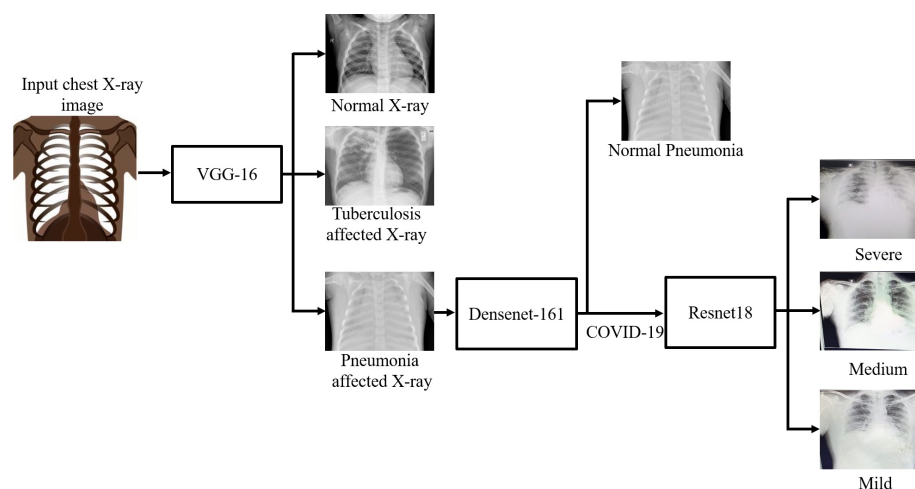 Input chest X-ray
image
VGG-16
Normal X-ray
Tuberculosis
affected X-ray
Pneumonia
affected X-ray
Densenet-161
Normal Pneumonia
COVID-19
Resnet18
Severe
Medium
Mild